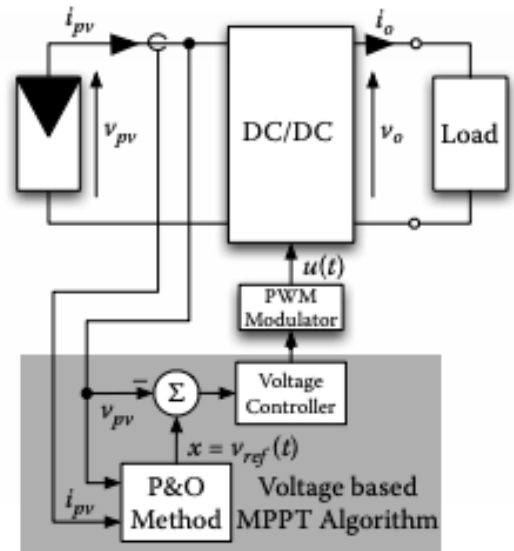 i_pv
i_o
v_pv
DC/DC
v_o
Load
u(t)
PWM
Modulator
−
Σ
Voltage
Controller
v_pv
x = v_ref(t)
i_pv
P&O
Method
Voltage based
MPPT Algorithm